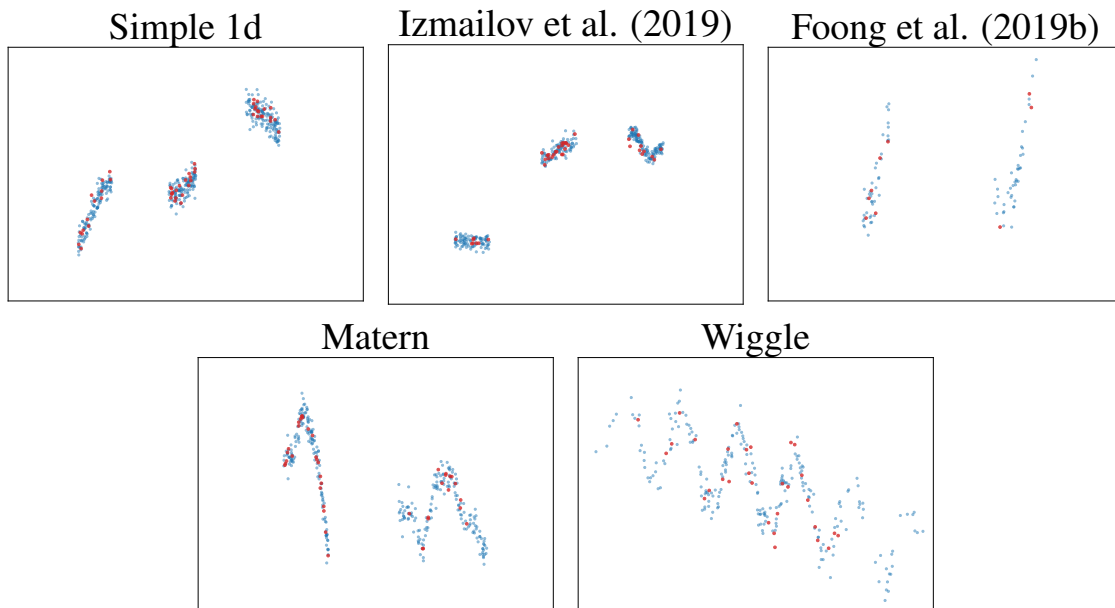 Simple 1d
Izmailov et al. (2019)
Foong et al. (2019b)
Matern
Wiggle